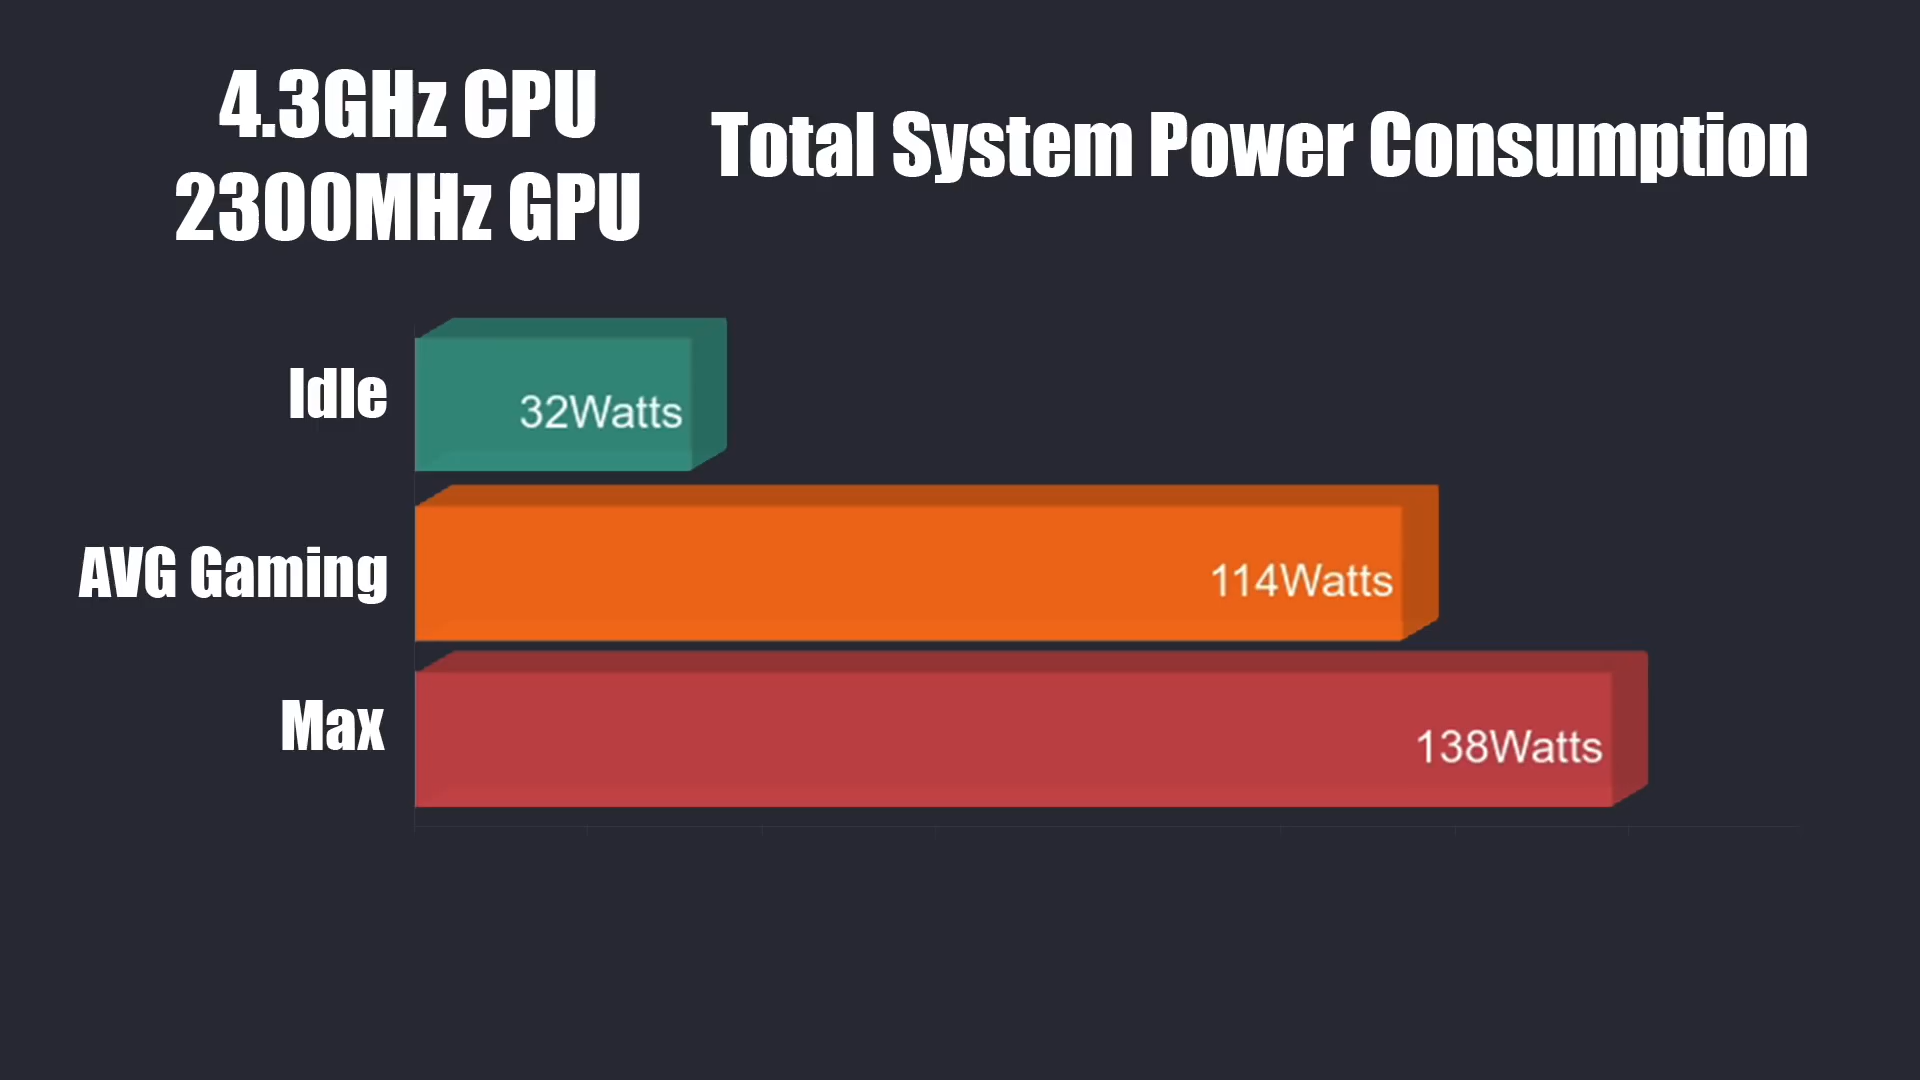 4.3GHz CPU
2300MHz GPU
Total System Power Consumption
Idle
32Watts
AVG Gaming
114Watts
Max
138Watts